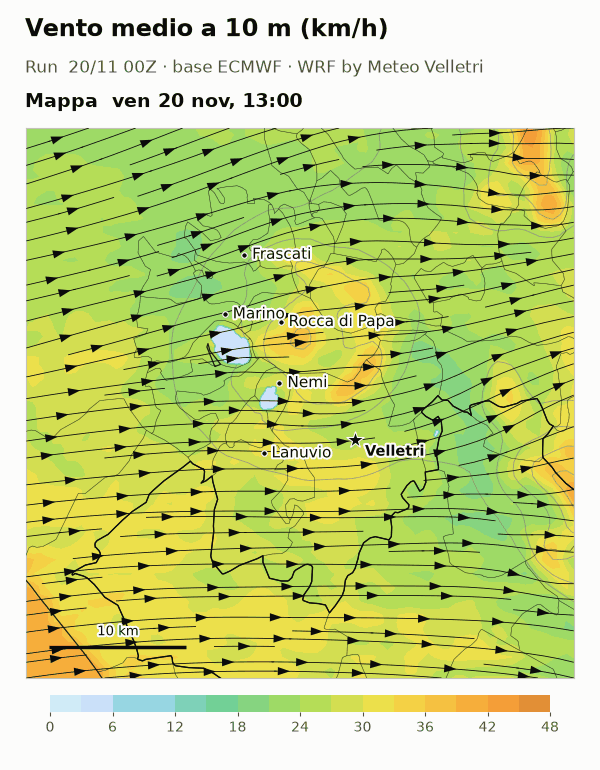 Vento medio a 10 m (km/h)
Run  20/11 00Z · base ECMWF · WRF by Meteo Velletri
Mappa  ven 20 nov, 13:00
Frascati
Marino
Rocca di Papa
Nemi
Velletri
Lanuvio
10 km
0 6 12 18 24 30 36 42 48